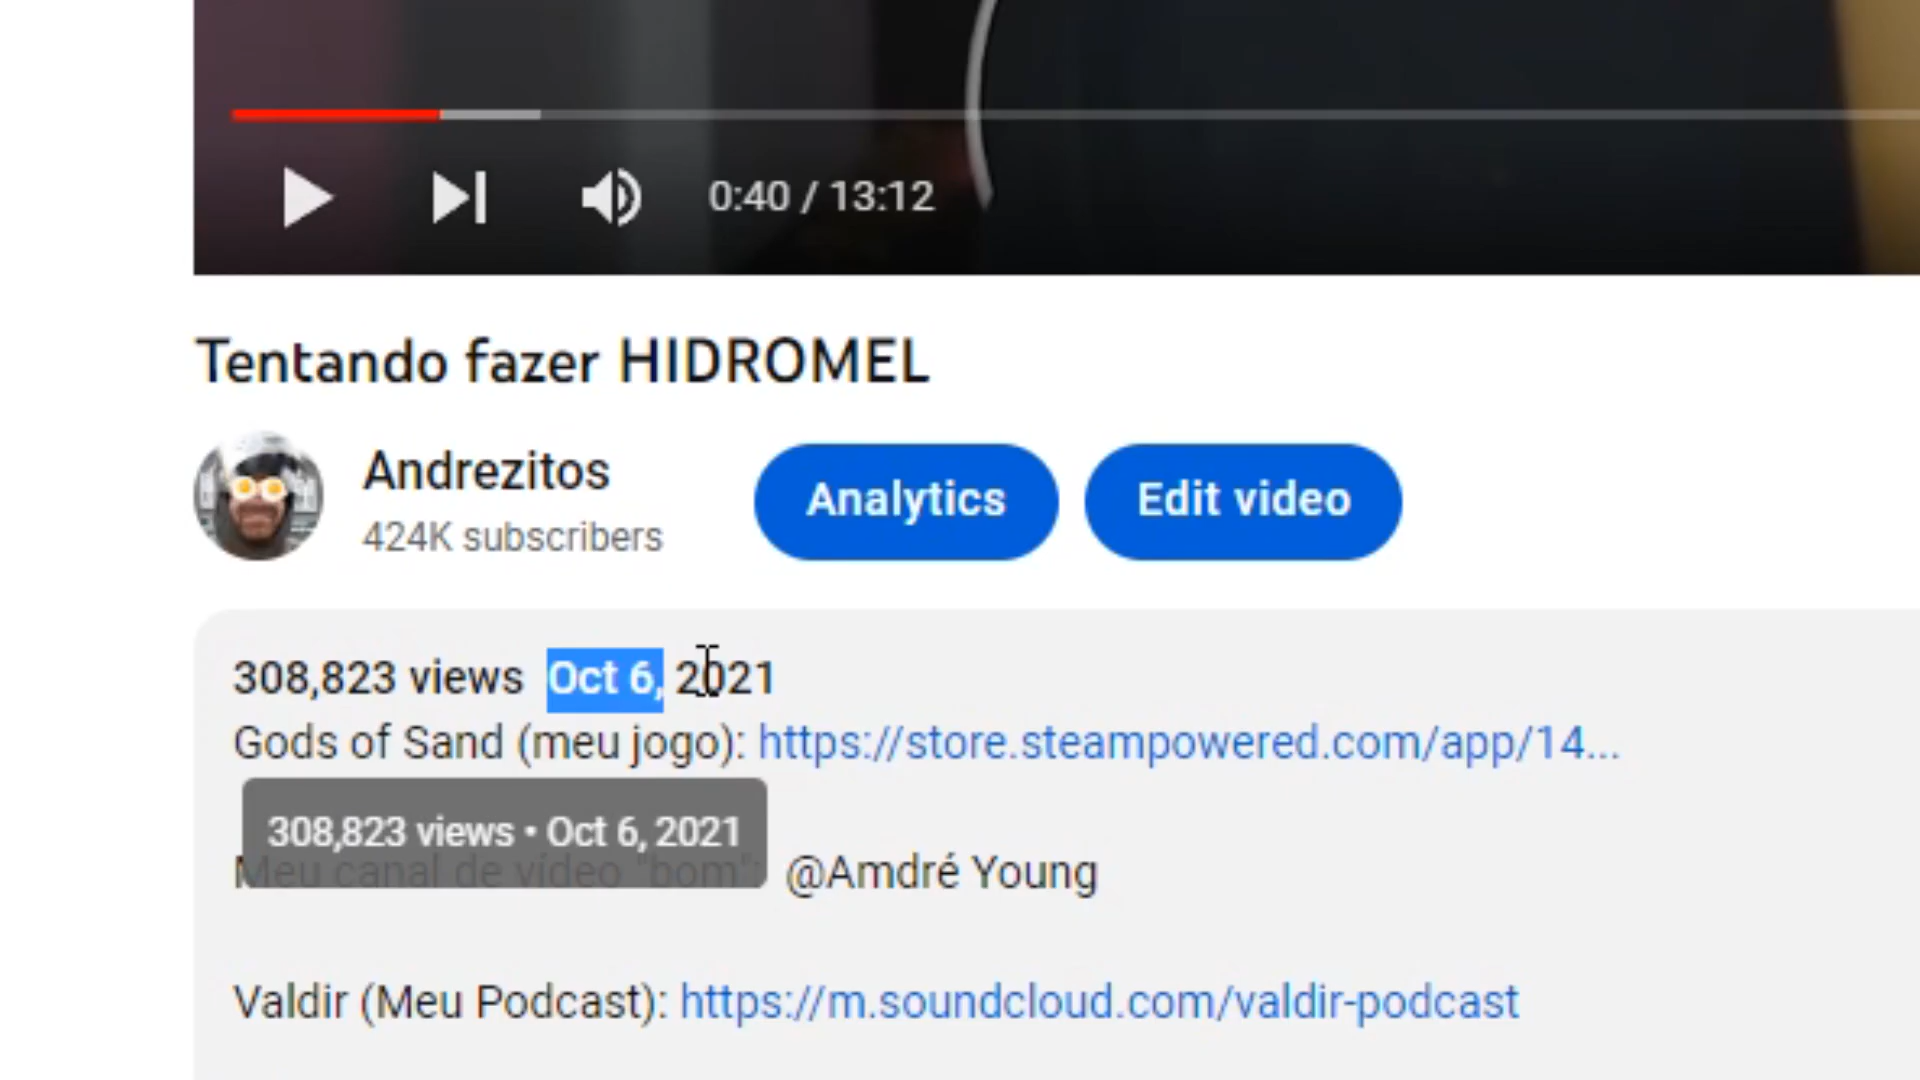 0:40 / 13:12
Tentando fazer HIDROMEL
Andrezitos
424K subscribers
Analytics
Edit video
308,823 views Oct 6, 2021
Gods of Sand (meu jogo): https://store.steampowered.com/app/14...
308,823 views • Oct 6, 2021
Meu canal de vídeo "bom": @Amdré Young
Valdir (Meu Podcast): https://m.soundcloud.com/valdir-podcast